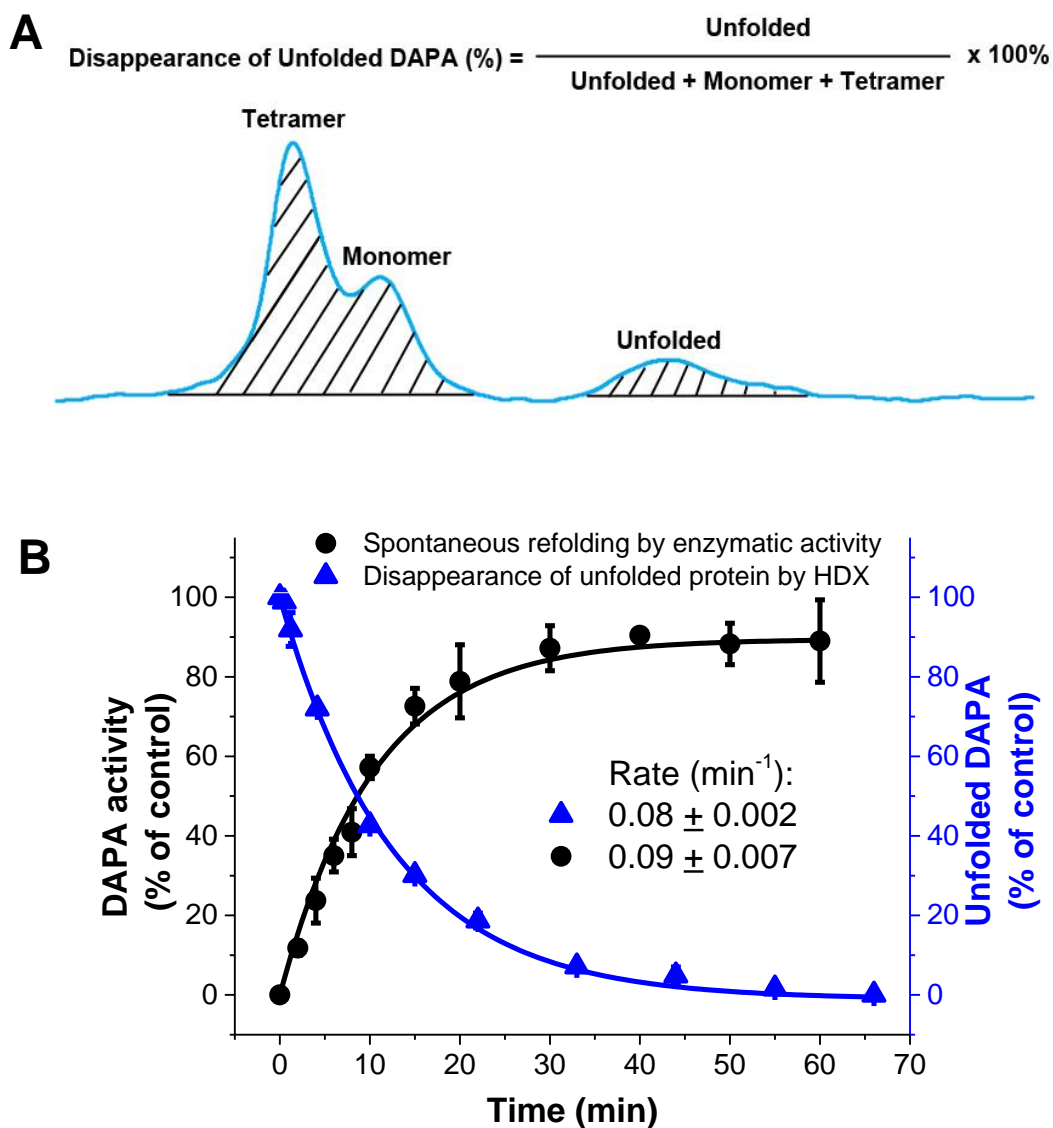 A
Disappearance of Unfolded DAPA (%) = Unfolded / Unfolded + Monomer + Tetramer x 100%
Tetramer
Monomer
Unfolded
B
Spontaneous refolding by enzymatic activity
Disappearance of unfolded protein by HDX
DAPA activity
(% of control)
100
80
60
40
20
0
Rate (min⁻¹):
0.08 ± 0.002
0.09 ± 0.007
100
80
60
40
20
0
Unfolded DAPA
(% of control)
0 10 20 30 40 50 60 70
Time (min)